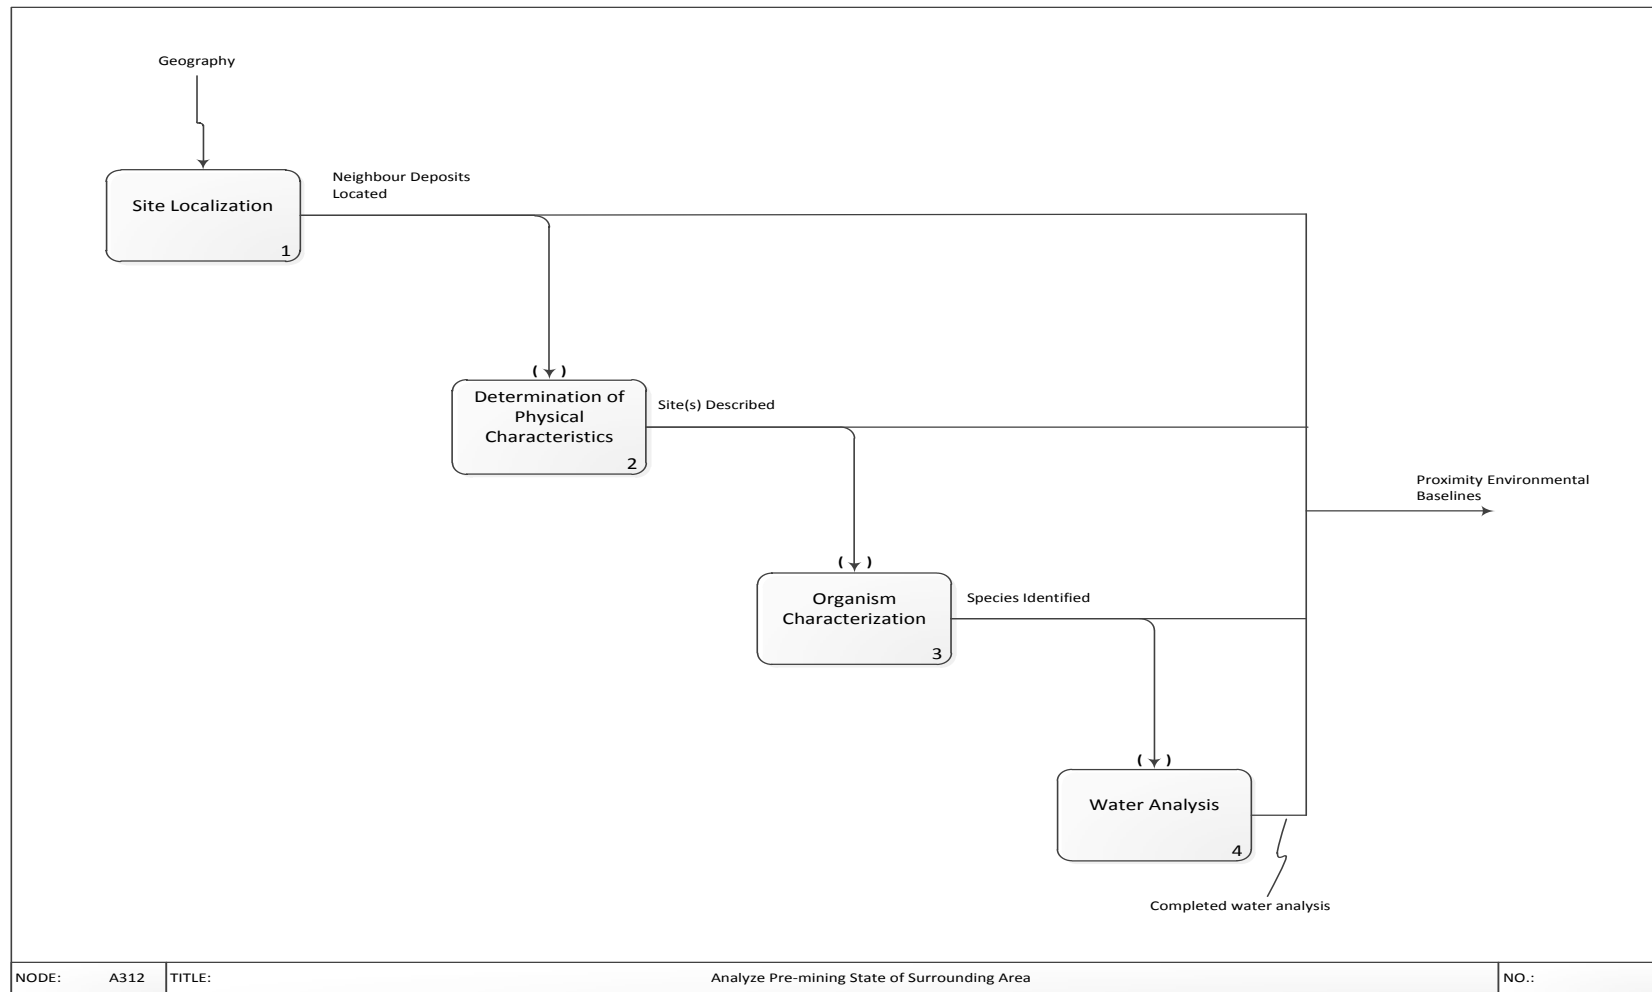 Geography
Neighbour Deposits
Located
Site Localization
1
( )
Determination of
Physical
Characteristics
2
Site(s) Described
Proximity Environmental
Baselines
( )
Organism
Characterization
3
Species Identified
( )
Water Analysis
4
Completed water analysis
NODE: A312 TITLE: Analyze Pre-mining State of Surrounding Area NO.: